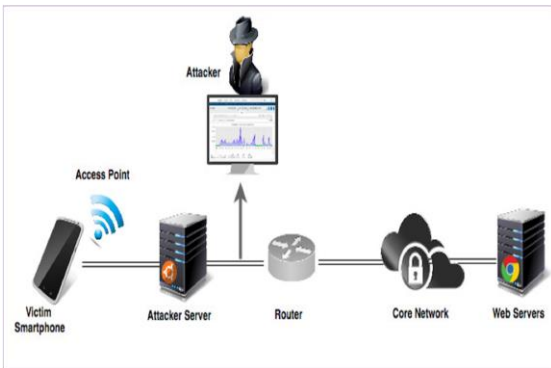 Attacker
Access Point
Victim
Smartphone
Attacker Server
Router
Core Network
Web Servers